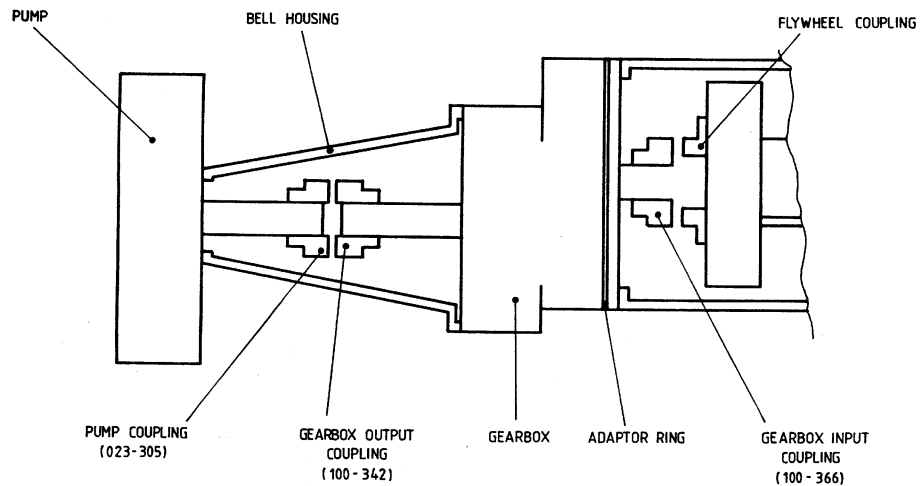 PUMP
BELL HOUSING
FLYWHEEL COUPLING
PUMP COUPLING
(023-305)
GEARBOX OUTPUT
COUPLING
(100-342)
GEARBOX
ADAPTOR RING
GEARBOX INPUT
COUPLING
(100-366)